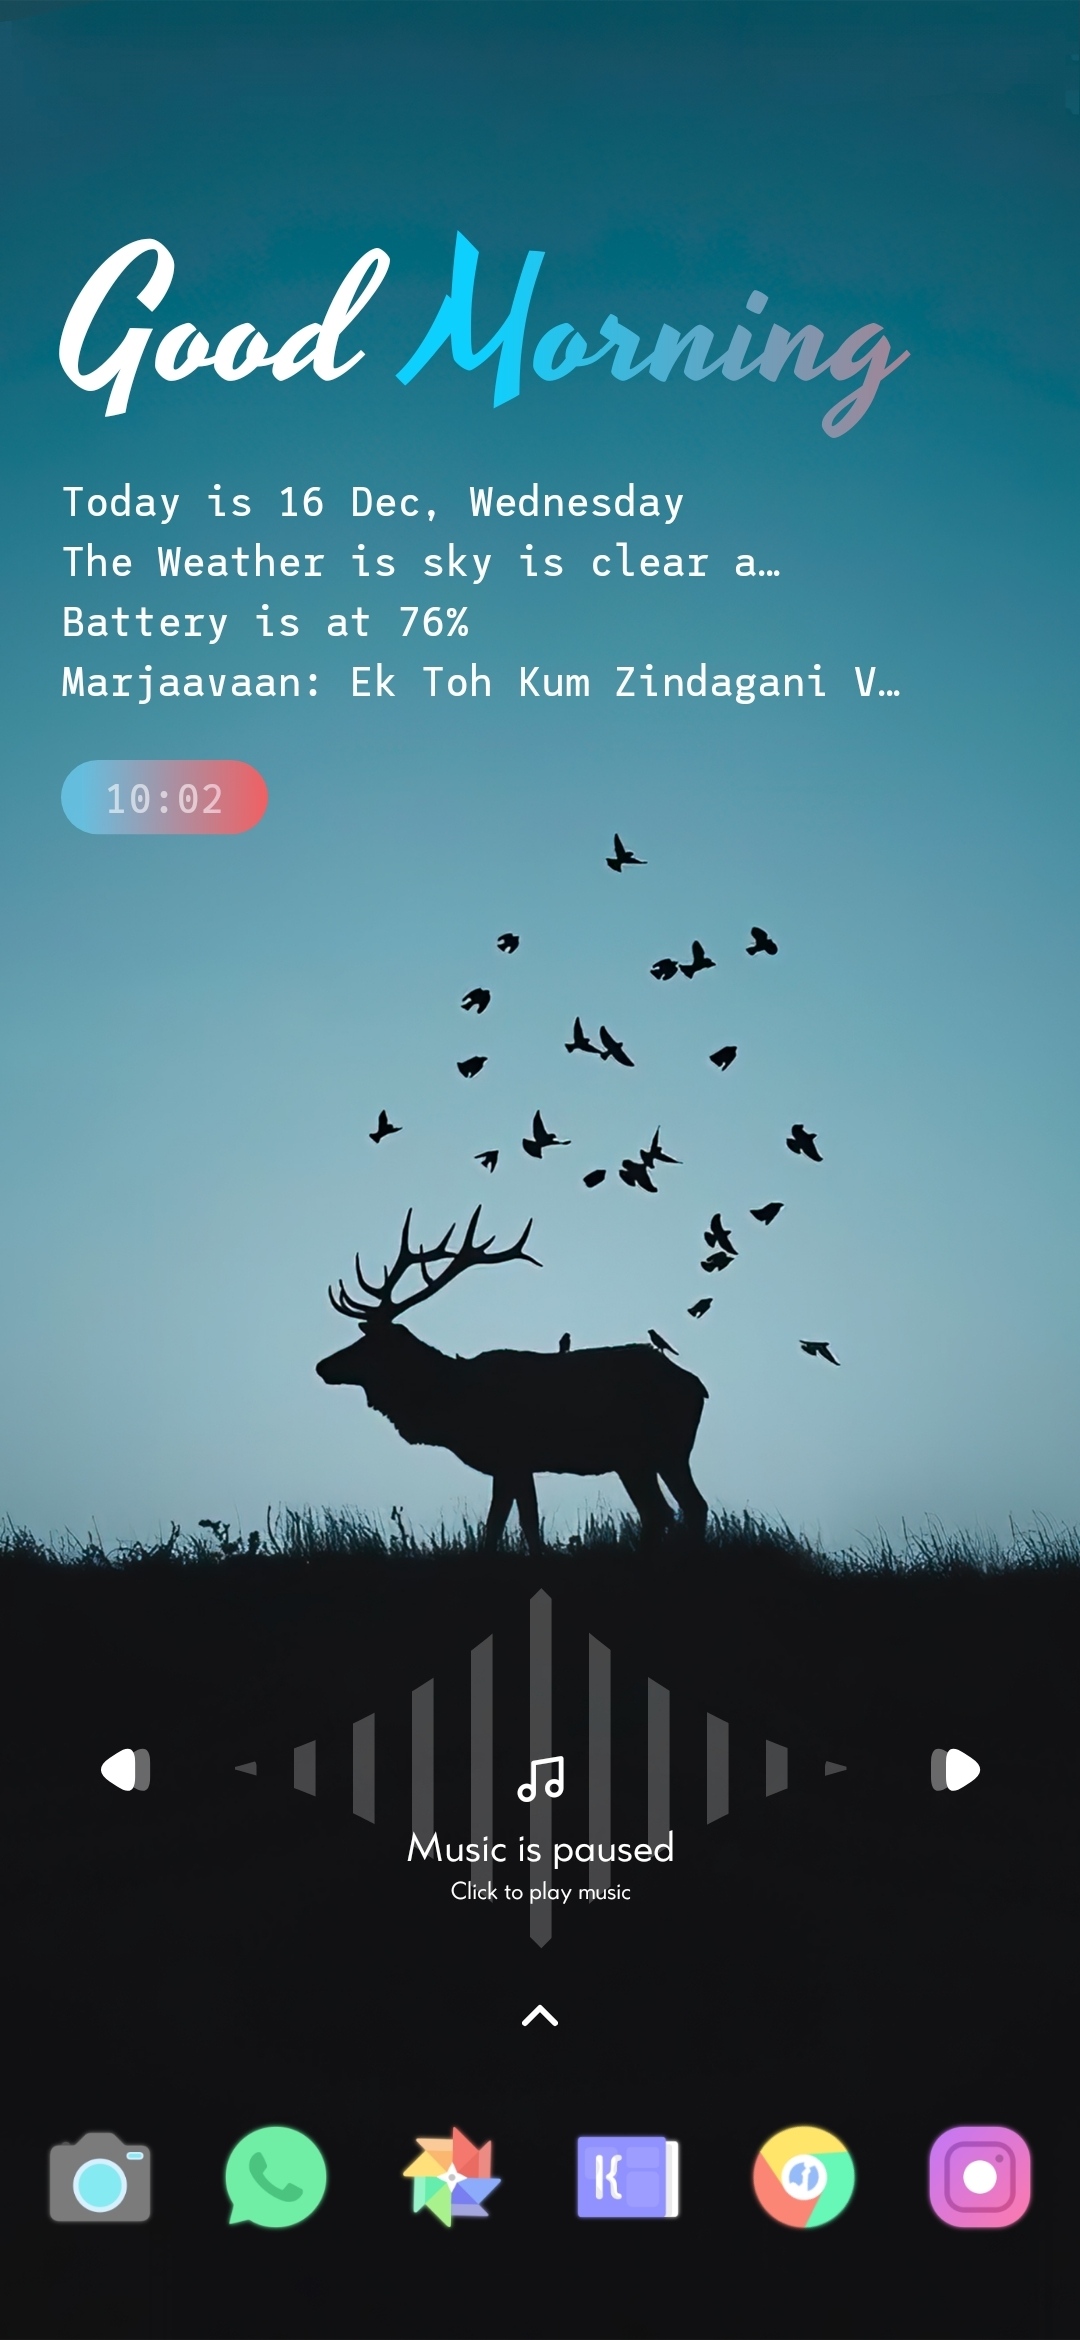 Good Morning
Today is 16 Dec, Wednesday
The Weather is sky is clear a…
Battery is at 76%
Marjaavaan: Ek Toh Kum Zindagani V…
10:02
Music is paused
Click to play music
K